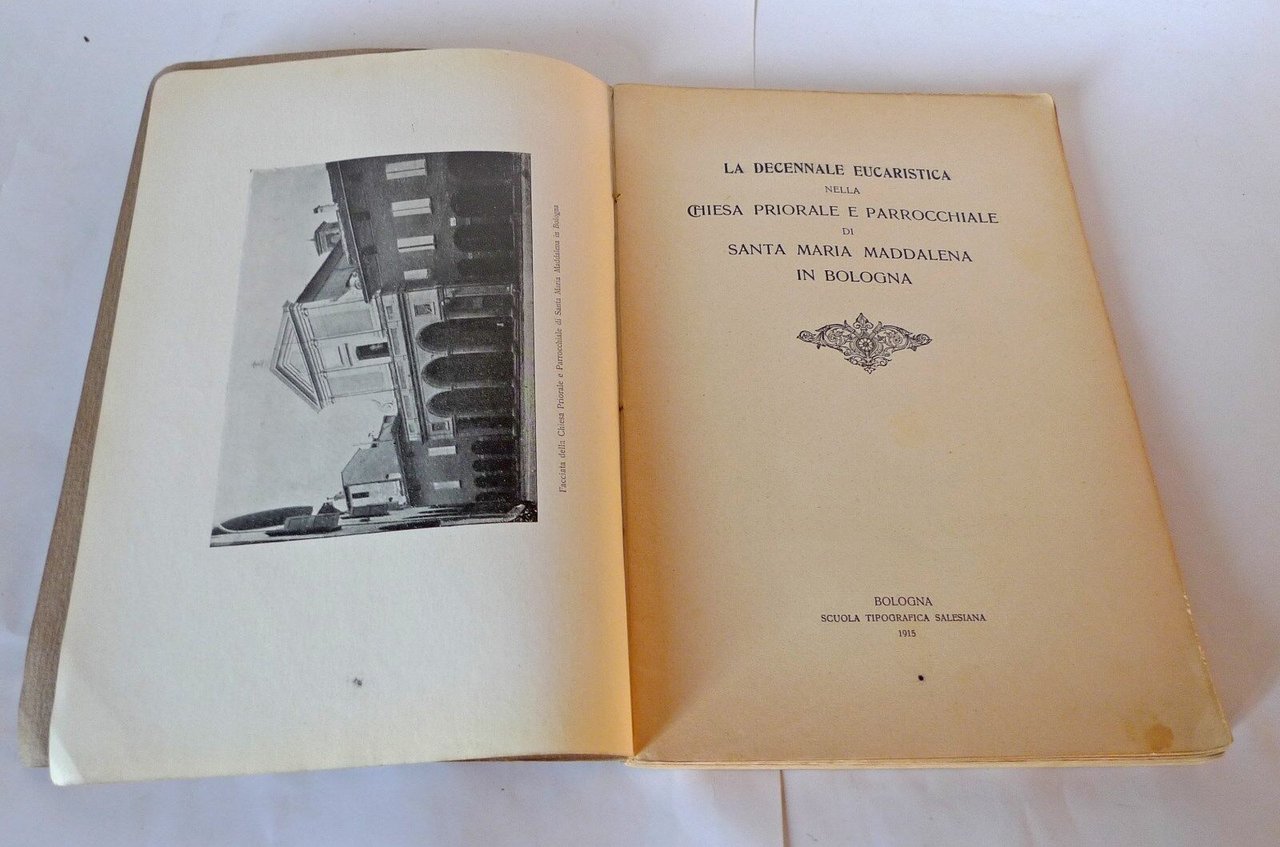 Facciata della Chiesa Priorale e Parrocchiale di Santa Maria Maddalena in Bologna
LA DECENNALE EUCARISTICA
NELLA
CHIESA PRIORALE E PARROCCHIALE
DI
SANTA MARIA MADDALENA
IN BOLOGNA
BOLOGNA
SCUOLA TIPOGRAFICA SALESIANA
1915